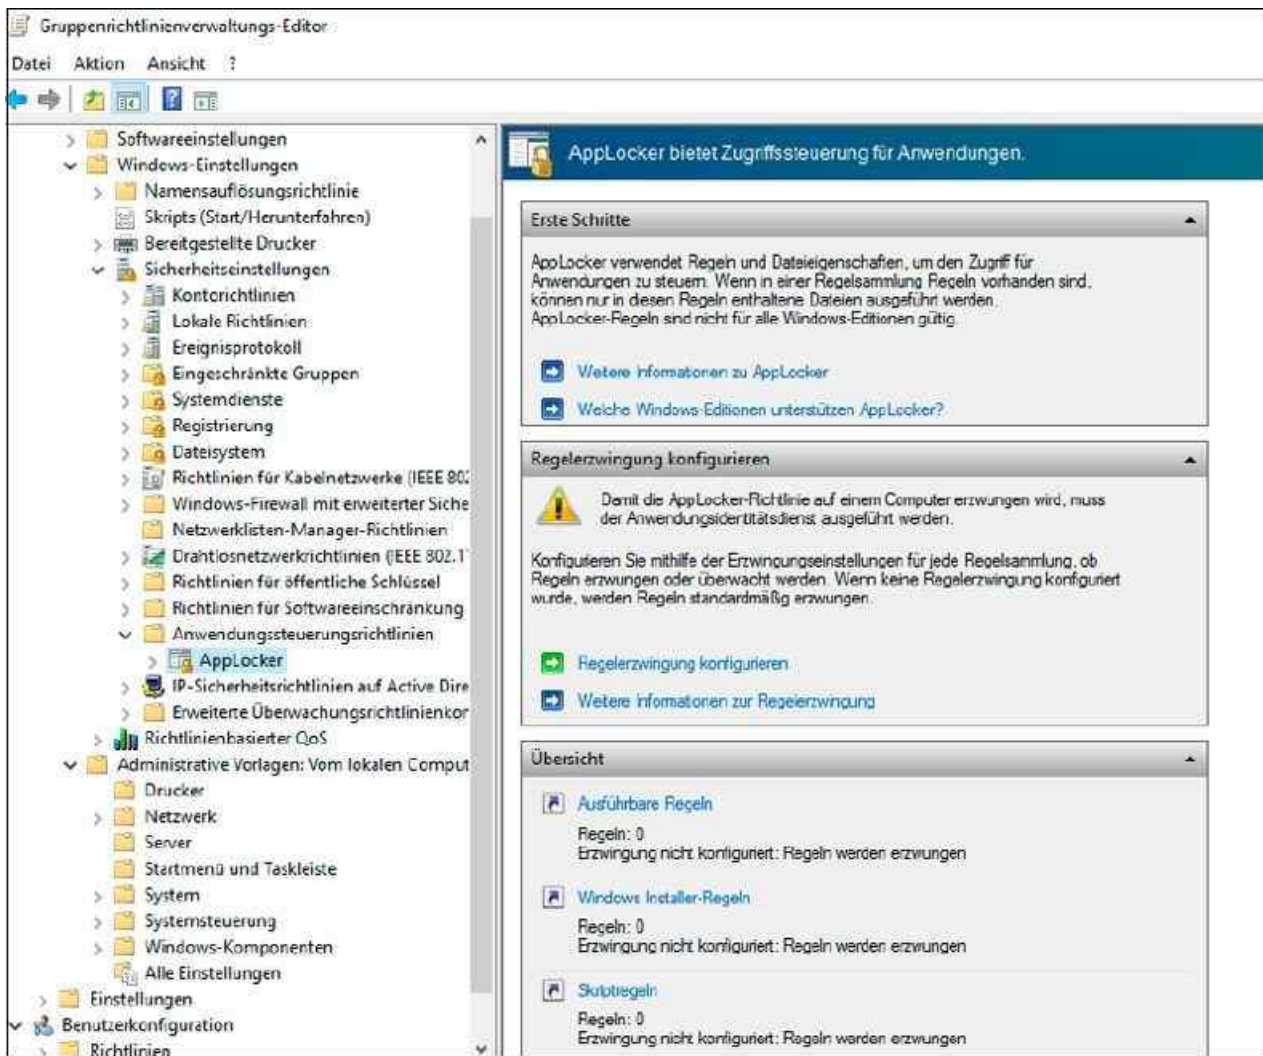 Gruppenrichtlinienverwaltungs-Editor
Datei Aktion Ansicht ?
Softwareeinstellungen
Windows-Einstellungen
Namensauflösungsrichtlinie
Skripts (Start/Herunterfahren)
Bereitgestellte Drucker
Sicherheitseinstellungen
Kontorichtlinien
Lokale Richtlinien
Ereignisprotokoll
Eingeschränkte Gruppen
Systemdienste
Registrierung
Dateisystem
Richtlinien für Kabelnetzwerke (IEEE 802
Windows-Firewall mit erweiterter Siche
Netzwerklisten-Manager-Richtlinien
Drahtlosnetzwerkrichtlinien (IEEE 802.1
Richtlinien für öffentliche Schlüssel
Richtlinien für Softwareeinschränkung
Anwendungssteuerungsrichtlinien
AppLocker
IP-Sicherheitsrichtlinien auf Active Dire
Erweiterte Überwachungsrichtlinienkor
Richtlinienbasierter QoS
Administrative Vorlagen: Vom lokalen Comput
Drucker
Netzwerk
Server
Startmenü und Taskleiste
System
Systemsteuerung
Windows-Komponenten
Alle Einstellungen
Einstellungen
Benutzerkonfiguration
Richtlinien
AppLocker bietet Zugriffssteuerung für Anwendungen.
Erste Schritte
AppLocker verwendet Regeln und Dateieigenschaften, um den Zugriff für
Anwendungen zu steuern. Wenn in einer Regelsammlung Regeln vorhanden sind,
können nur in diesen Regeln enthaltene Dateien ausgeführt werden.
AppLocker-Regeln sind nicht für alle Windows-Editionen gültig.
Weitere Informationen zu AppLocker
Welche Windows-Editionen unterstützen AppLocker?
Regelerzwingung konfigurieren
Damit die AppLocker-Richtlinie auf einem Computer erzwungen wird, muss
der Anwendungsidentitätsdienst ausgeführt werden.
Konfigurieren Sie mithilfe der Erzwingungseinstellungen für jede Regelsammlung, ob
Regeln erzwungen oder überwacht werden. Wenn keine Regelerzwingung konfiguriert
wurde, werden Regeln standardmäßig erzwungen.
Regelerzwingung konfigurieren
Weitere Informationen zur Regelerzwingung
Übersicht
Ausführbare Regeln
Regeln: 0
Erzwingung nicht konfiguriert: Regeln werden erzwungen
Windows Installer-Regeln
Regeln: 0
Erzwingung nicht konfiguriert: Regeln werden erzwungen
Skriptregeln
Regeln: 0
Erzwingung nicht konfiguriert: Regeln werden erzwungen